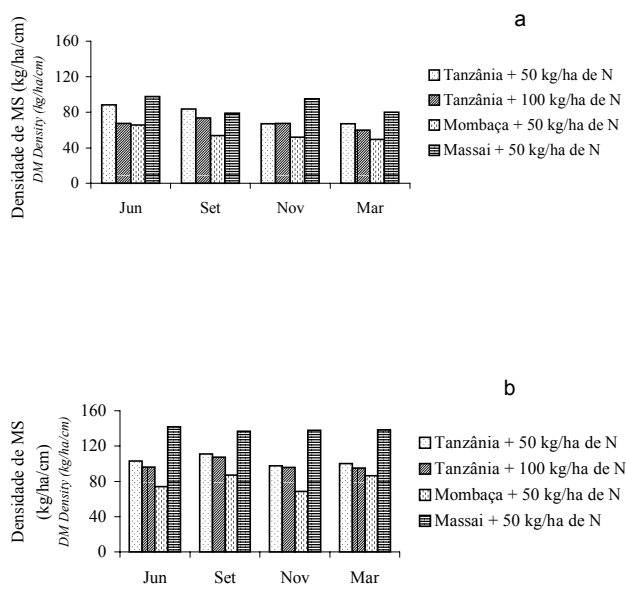 a
Densidade de MS (kg/ha/cm)
DM Density (kg/ha/cm)
160
120
80
40
0
Jun Set Nov Mar
Tanzânia + 50 kg/ha de N
Tanzânia + 100 kg/ha de N
Mombaça + 50 kg/ha de N
Massai + 50 kg/ha de N
b
Densidade de MS
(kg/ha/cm)
DM Density (kg/ha/cm)
160
120
80
40
0
Jun Set Nov Mar
Tanzânia + 50 kg/ha de N
Tanzânia + 100 kg/ha de N
Mombaça + 50 kg/ha de N
Massai + 50 kg/ha de N